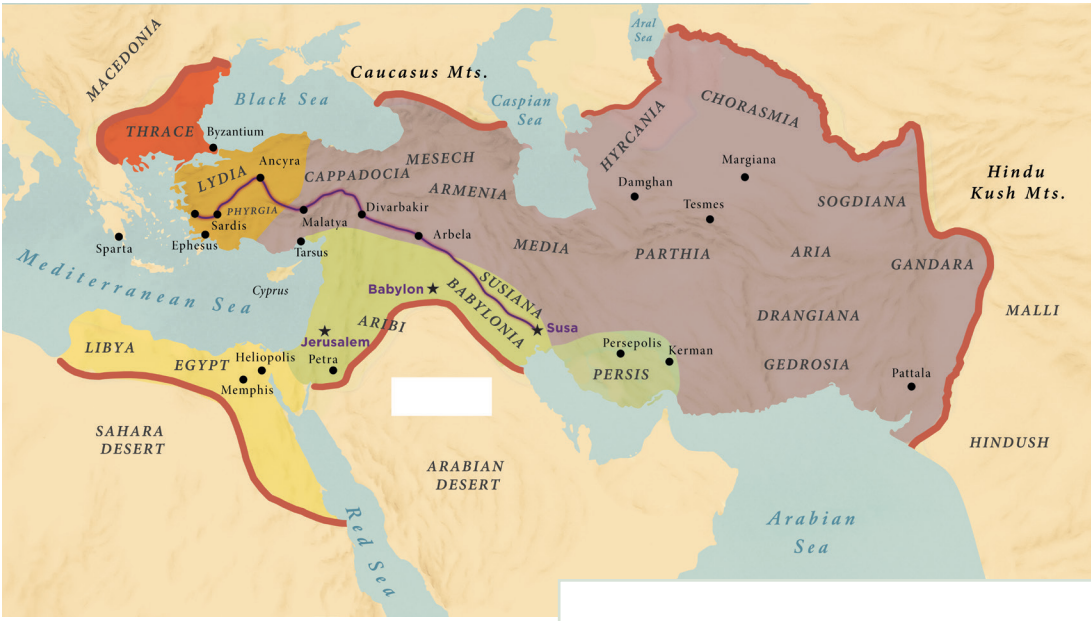 MACEDONIA
THRACE
Byzantium
Black Sea
Caucasus Mts.
Caspian
Sea
Aral
Sea
HYRCANIA
CHORASMIA
Margiana
Damghan
Tesmes
SOGDIANA
Hindu
Kush Mts.
Ancyra
LYDIA
PHRYGIA
CAPPADOCIA
MESECH
ARMENIA
Divarbakir
Malatya
Sardis
Ephesus
Sparta
Tarsus
Arbela
MEDIA
PARTHIA
ARIA
GANDARA
Mediterranean Sea
Cyprus
Babylon
SUSIANA
BABYLONIA
ARIBI
Jerusalem
Susa
DRANGIANA
MALLI
LIBYA
EGYPT
Heliopolis
Memphis
Petra
Persepolis
Kerman
PERSIS
GEDROSIA
Pattala
SAHARA
DESERT
ARABIAN
DESERT
HINDUSH
Red Sea
Arabian
Sea